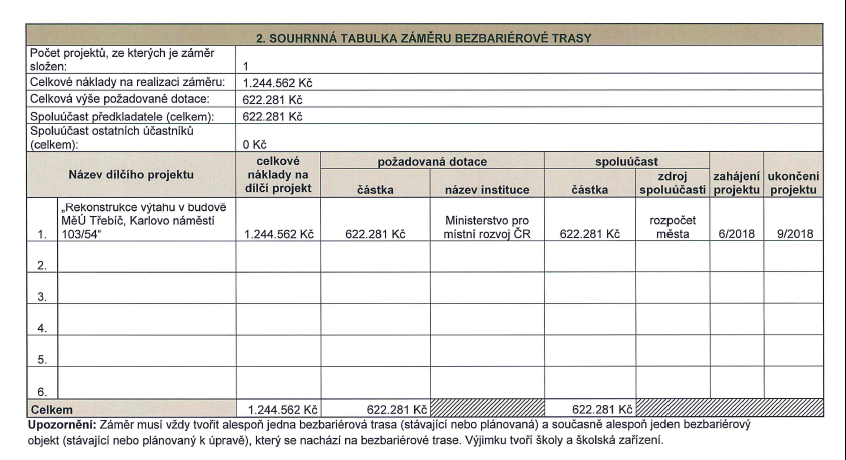 2. SOUHRNNÁ TABULKA ZÁMĚRU BEZBARIÉROVÉ TRASY
Počet projektů, ze kterých je záměr
složen: 1
Celkové náklady na realizaci záměru: 1.244.562 Kč
Celková výše požadované dotace: 622.281 Kč
Spoluúčast předkladatele (celkem): 622.281 Kč
Spoluúčast ostatních účastníků
(celkem): 0 Kč
Název dílčího projektu
celkové
náklady na
dílčí projekt
požadovaná dotace
částka
název instituce
spoluúčast
částka
zdroj
spoluúčasti
zahájení
projektu
ukončení
projektu
1.
„Rekonstrukce výtahu v budově
MěÚ Třebíč, Karlovo náměstí
103/54"
1.244.562 Kč
622.281 Kč
Ministerstvo pro
místní rozvoj ČR
622.281 Kč
rozpočet
města
6/2018
9/2018
2.
3.
4.
5.
6.
Celkem 1.244.562 Kč 622.281 Kč 622.281 Kč
Upozornění: Záměr musí vždy tvořit alespoň jedna bezbariérová trasa (stávající nebo plánovaná) a současně alespoň jeden bezbariérový
objekt (stávající nebo plánovaný k úpravě), který se nachází na bezbariérové trase. Výjimku tvoří školy a školská zařízení.